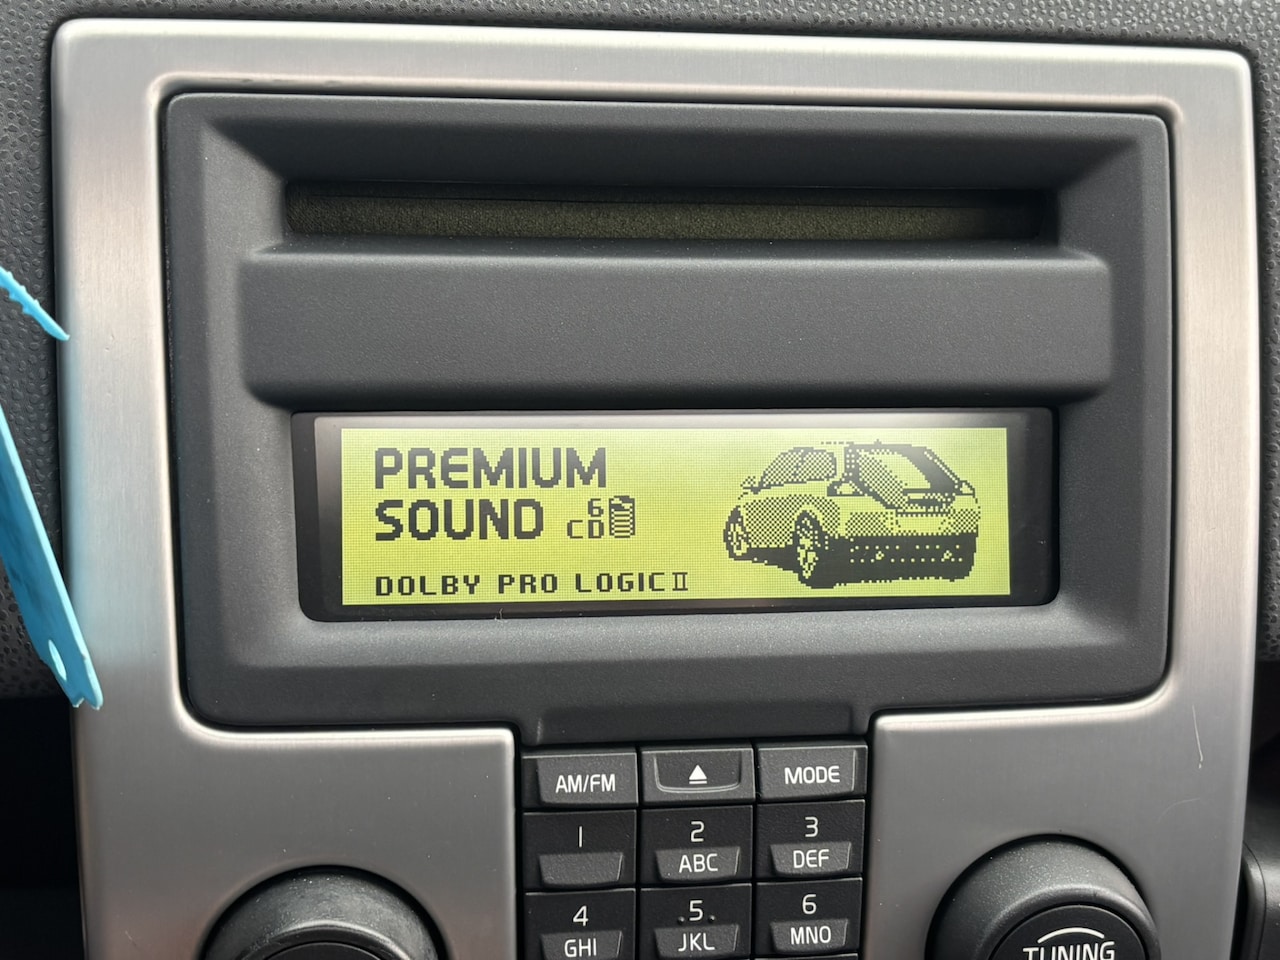 PREMIUM
SOUND 6
CD
DOLBY PRO LOGIC II
AM/FM MODE
1 2 3
ABC DEF
4 5 6
GHI JKL MNO
TUNING